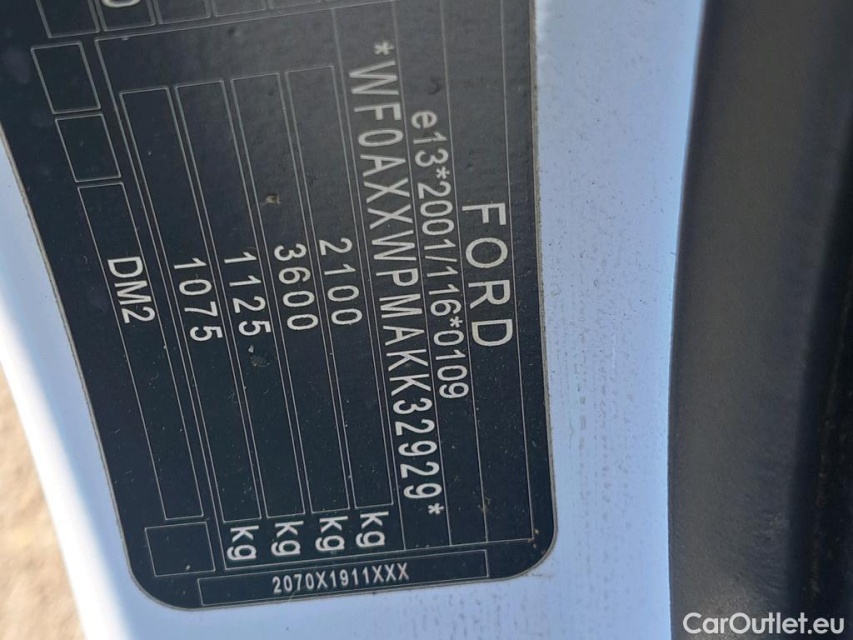 FORD
e13*2001/116*0109
*WF0AXXWPMAKK32929*
2100 kg
3600 kg
1125 kg
1075 kg
DM2
2070X1911XXX
CarOutlet.eu